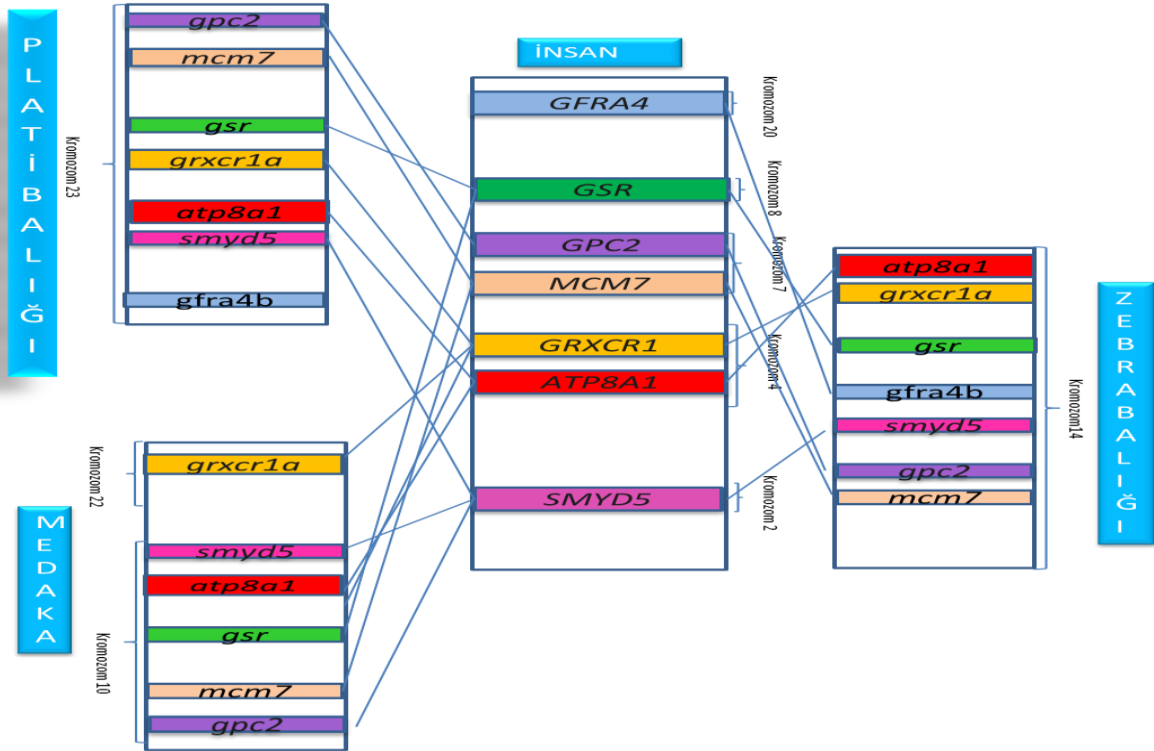 PLATİBALIĞI
Kromozom 23
gpc2
mcm7
gsr
grxcr1a
atp8a1
smyd5
gfra4b
MEDAKA
Kromozom 22
grxcr1a
Kromozom 10
smyd5
atp8a1
gsr
mcm7
gpc2
İNSAN
GFRA4
GSR
GPC2
MCM7
GRXCR1
ATP8A1
SMYD5
Kromozom 20
Kromozom 8
Kromozom 7
Kromozom 4
Kromozom 2
atp8a1
grxcr1a
gsr
gfra4b
smyd5
gpc2
mcm7
Kromozom14
ZEBRABALIĞI